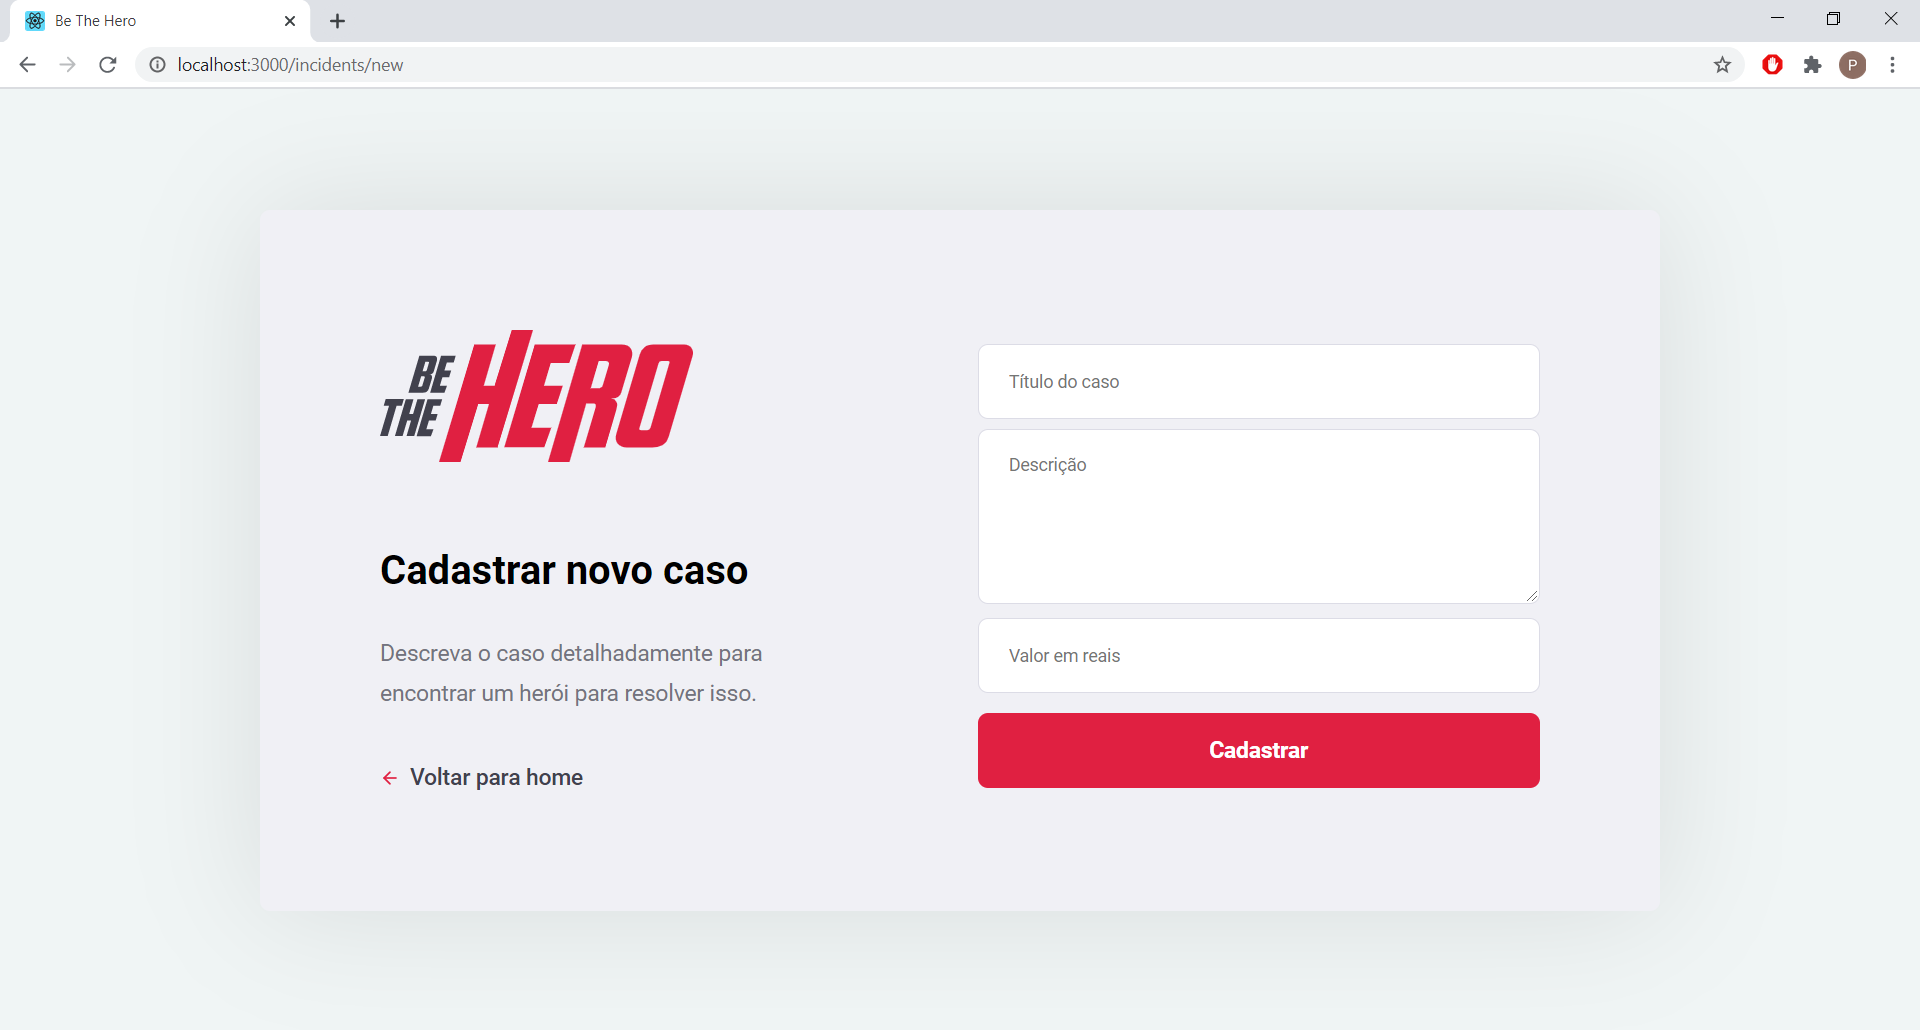 Be The Hero
localhost:3000/incidents/new
P
BE
THE
HERO
Cadastrar novo caso
Descreva o caso detalhadamente para
encontrar um herói para resolver isso.
Voltar para home
Título do caso
Descrição
Valor em reais
Cadastrar